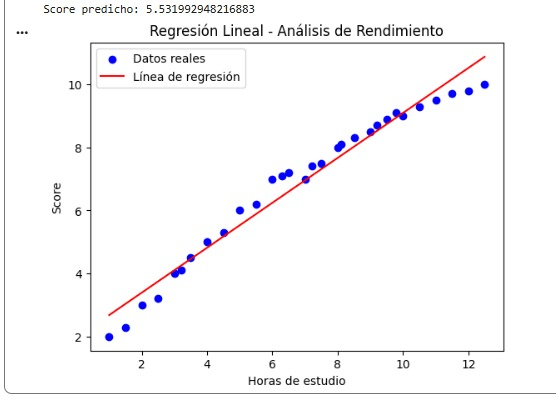 Score predicho: 5.531992948216883
...
Regresión Lineal - Análisis de Rendimiento
Datos reales
Línea de regresión
10
8
6
4
2
Score
2 4 6 8 10 12
Horas de estudio